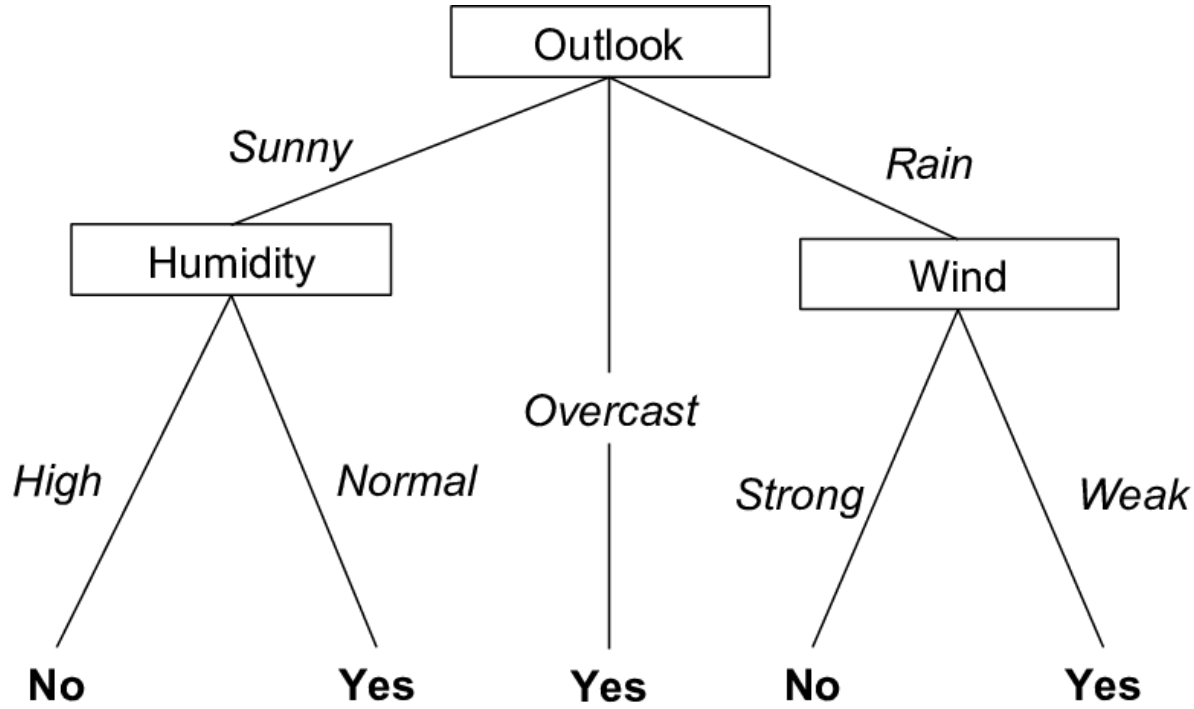 Outlook
Sunny
Rain
Humidity
Wind
Overcast
High
Normal
Strong
Weak
No
Yes
Yes
No
Yes